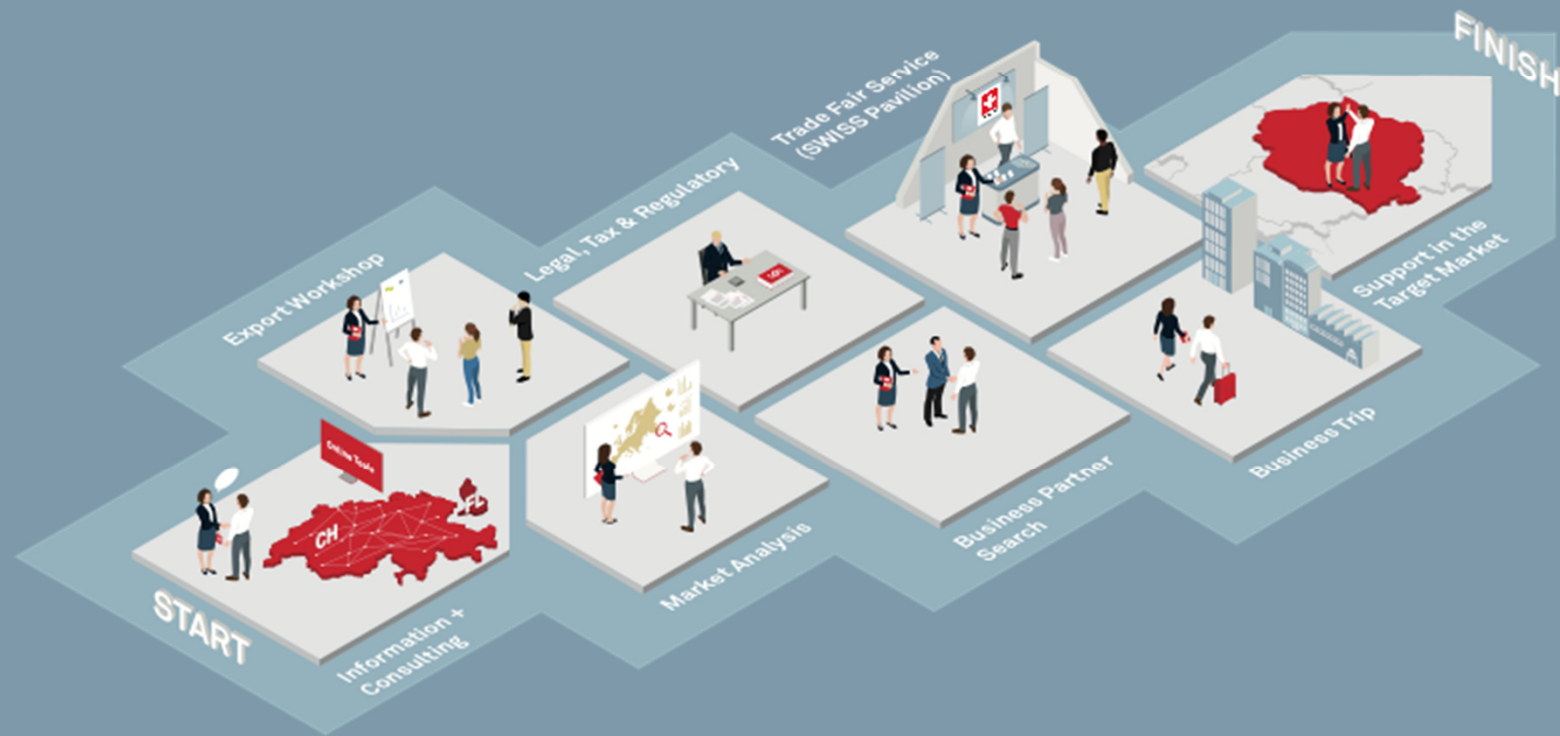 FINISH
Trade Fair Service
(SWISS Pavilion)
Legal, Tax & Regulatory
Export Workshop
Support in the
Target Market
Business Trip
Business Partner
Search
Market Analysis
Online Tools
CH
FL
START
Information +
Consulting